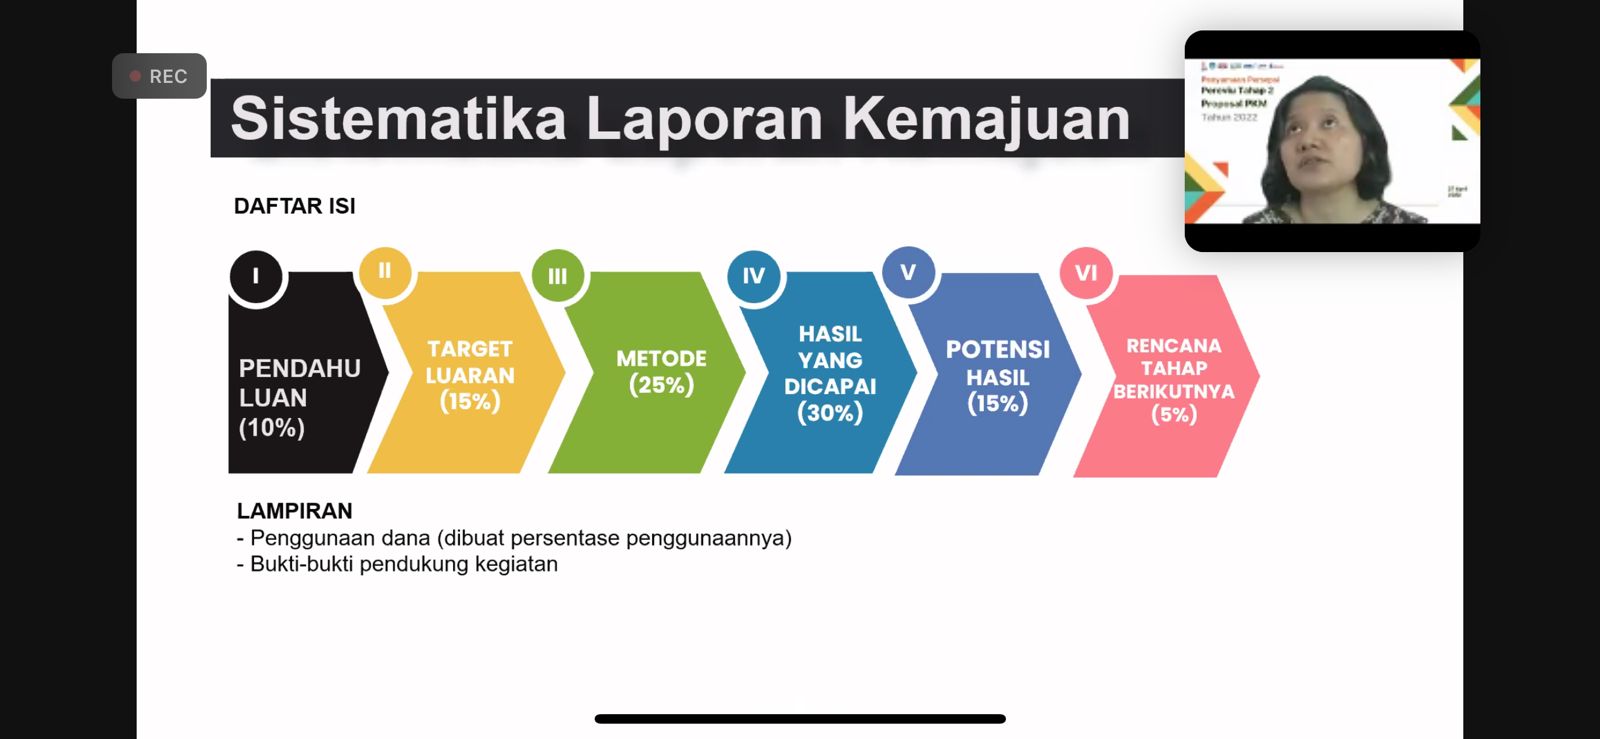 REC
Sistematika Laporan Kemajuan
Penyamaan Persepsi
Pereviu Tahap 2
Proposal PKM
Tahun 2022
DAFTAR ISI
I
PENDAHU
LUAN
(10%)
II
TARGET
LUARAN
(15%)
III
METODE
(25%)
IV
HASIL
YANG
DICAPAI
(30%)
V
POTENSI
HASIL
(15%)
VI
RENCANA
TAHAP
BERIKUTNYA
(5%)
LAMPIRAN
- Penggunaan dana (dibuat persentase penggunaannya)
- Bukti-bukti pendukung kegiatan